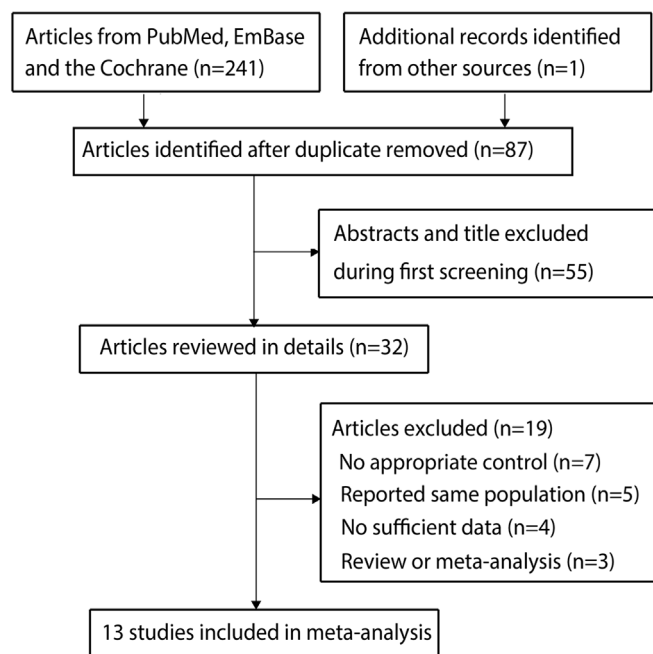 Articles from PubMed, EmBase
and the Cochrane (n=241)
Additional records identified
from other sources (n=1)
Articles identified after duplicate removed (n=87)
Abstracts and title excluded
during first screening (n=55)
Articles reviewed in details (n=32)
Articles excluded (n=19)
No appropriate control (n=7)
Reported same population (n=5)
No sufficient data (n=4)
Review or meta-analysis (n=3)
13 studies included in meta-analysis